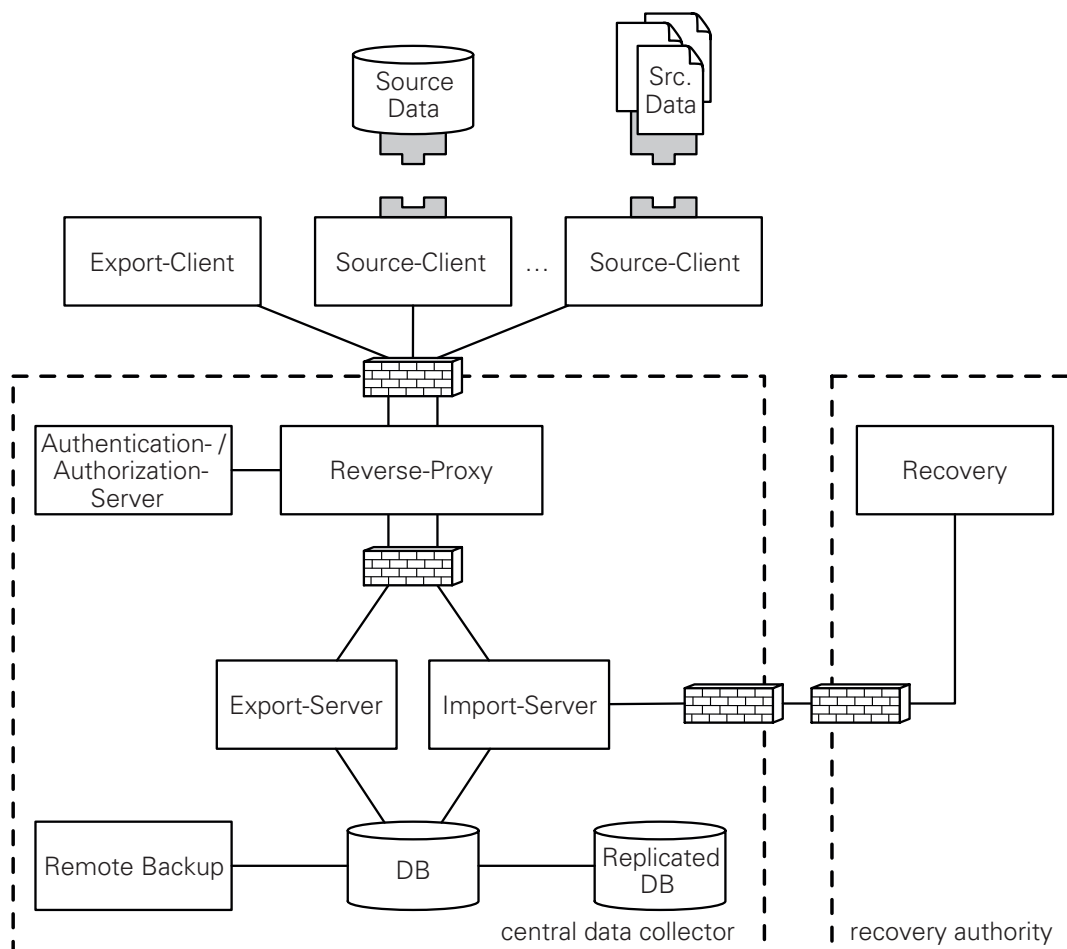 Source
Data
Src.
Data
Export-Client
Source-Client
...
Source-Client
Authentication- /
Authorization-
Server
Reverse-Proxy
Recovery
Export-Server
Import-Server
Remote Backup
DB
Replicated
DB
central data collector
recovery authority